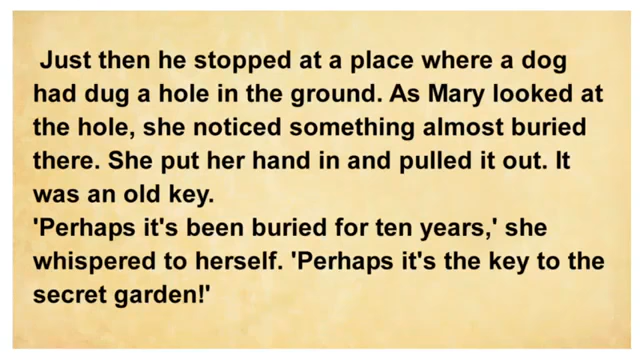 Just then he stopped at a place where a dog
had dug a hole in the ground. As Mary looked at
the hole, she noticed something almost buried
there. She put her hand in and pulled it out. It
was an old key.
'Perhaps it's been buried for ten years,' she
whispered to herself. 'Perhaps it's the key to the
secret garden!'